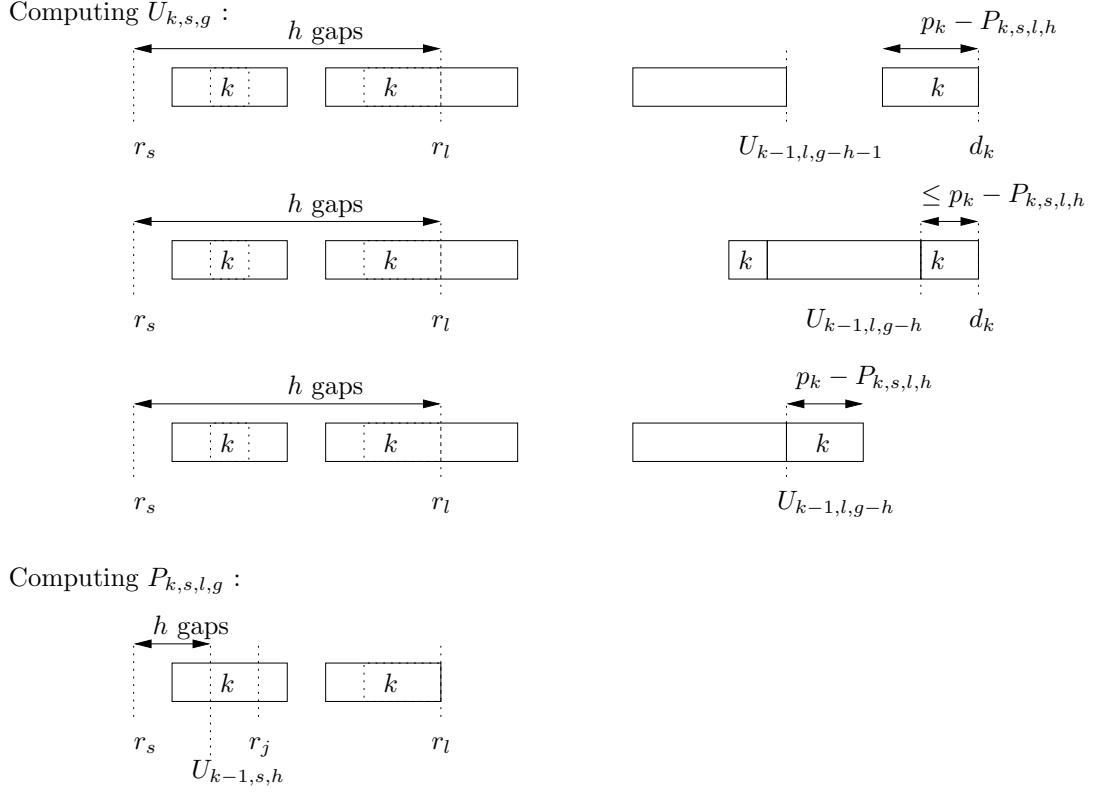 Computing U_{k,s,g} :
h gaps
p_k − P_{k,s,l,h}
k k k
r_s r_l U_{k−1,l,g−h−1} d_k
h gaps
≤ p_k − P_{k,s,l,h}
k k k k
r_s r_l U_{k−1,l,g−h} d_k
h gaps
p_k − P_{k,s,l,h}
k k k
r_s r_l U_{k−1,l,g−h}
Computing P_{k,s,l,g} :
h gaps
k k
r_s r_j r_l
U_{k−1,s,h}